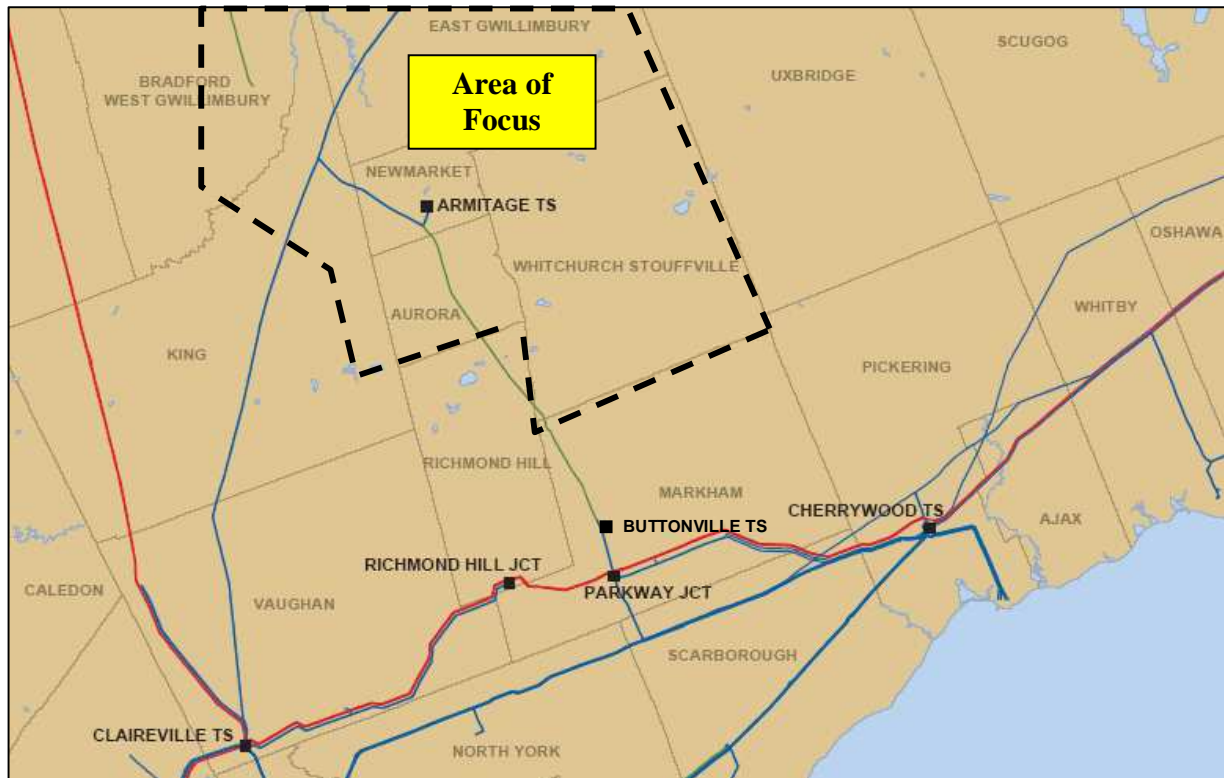 EAST GWILLIMBURY
SCUGOG
Area of
Focus
UXBRIDGE
BRADFORD
WEST GWILLIMBURY
NEWMARKET
ARMITAGE TS
OSHAWA
WHITCHURCH STOUFFVILLE
WHITBY
AURORA
KING
PICKERING
RICHMOND HILL
MARKHAM
CHERRYWOOD TS
BUTTONVILLE TS
AJAX
RICHMOND HILL JCT
CALEDON
VAUGHAN
PARKWAY JCT
SCARBOROUGH
CLAIREVILLE TS
NORTH YORK